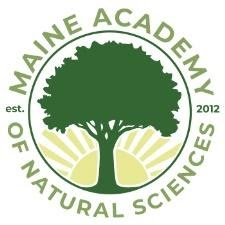 MAINE ACADEMY
est. 2012
OF NATURAL SCIENCES